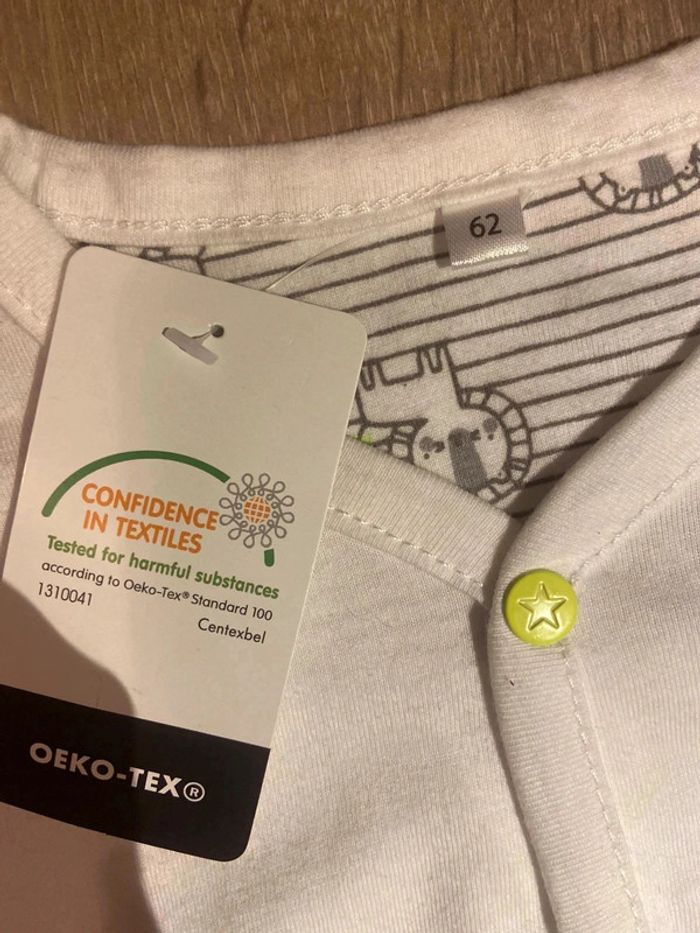 62
CONFIDENCE
IN TEXTILES
Tested for harmful substances
according to Oeko-Tex® Standard 100
1310041
Centexbel
OEKO-TEX®